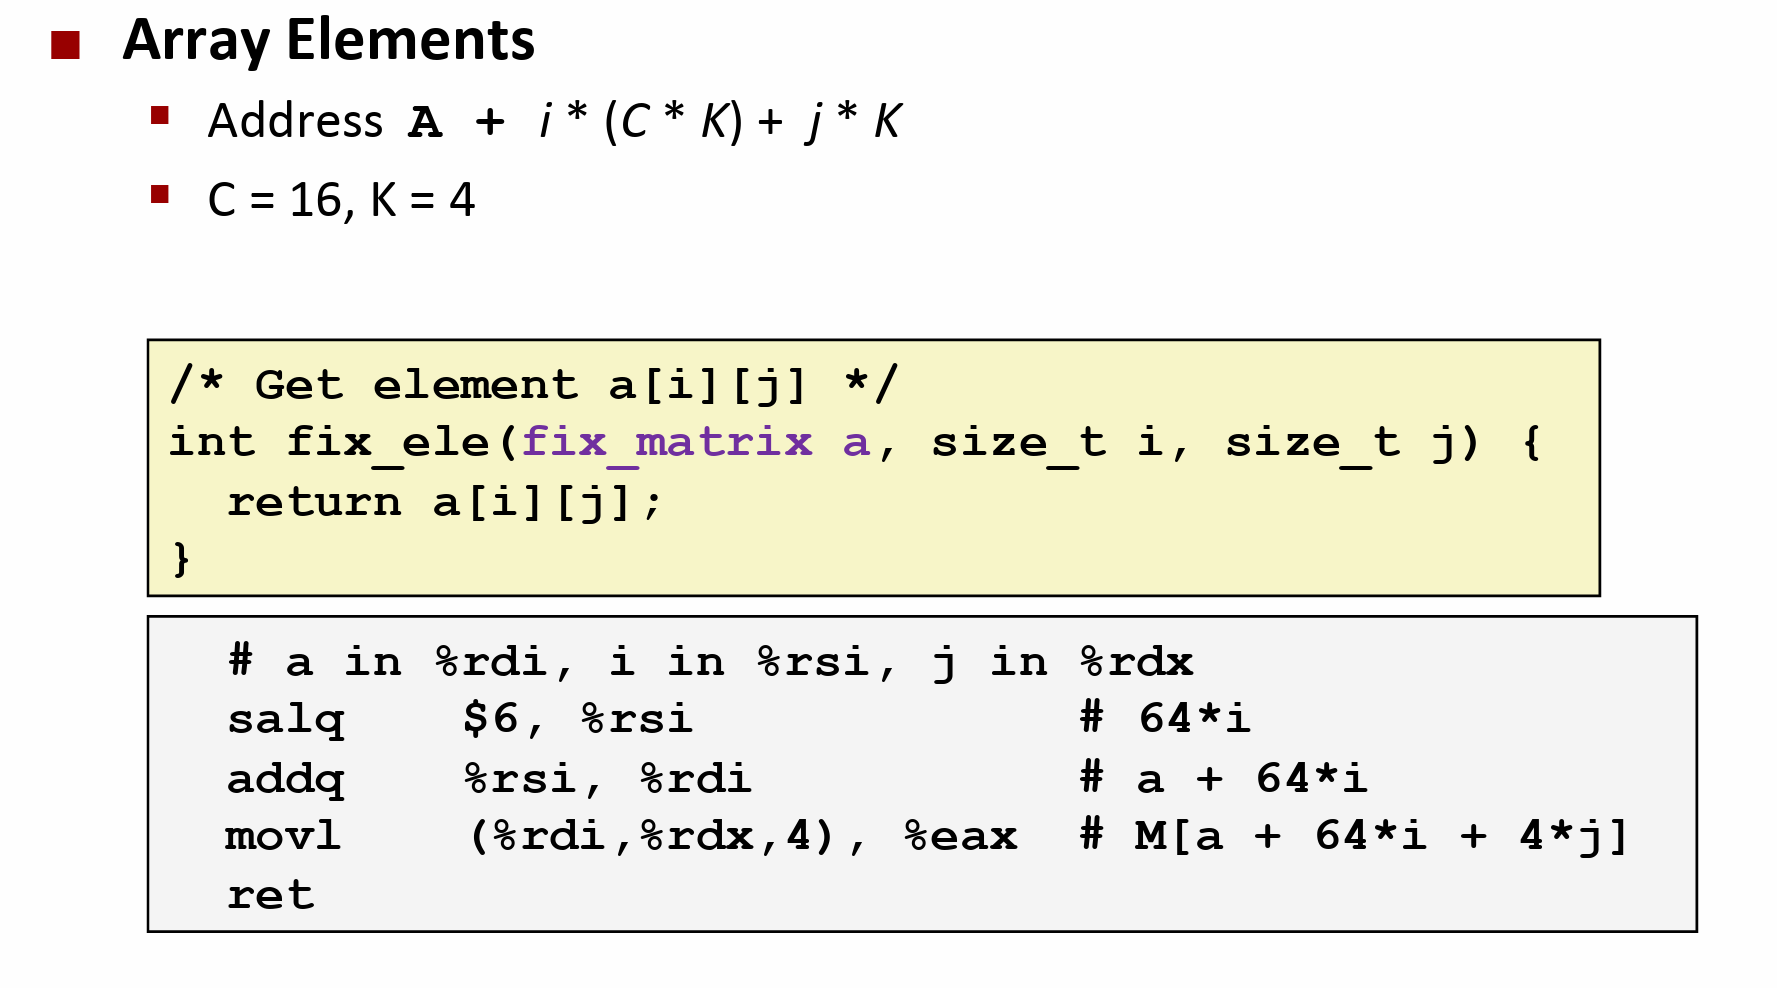 Array Elements
Address A + i * (C * K) + j * K
C = 16, K = 4
/* Get element a[i][j] */
int fix_ele(fix_matrix a, size_t i, size_t j) {
  return a[i][j];
}
# a in %rdi, i in %rsi, j in %rdx
salq    $6, %rsi             # 64*i
addq    %rsi, %rdi           # a + 64*i
movl    (%rdi,%rdx,4), %eax  # M[a + 64*i + 4*j]
ret